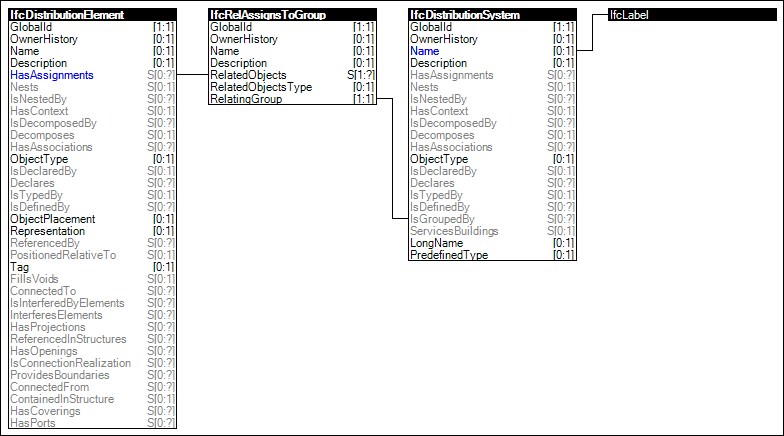 IfcDistributionElement
GlobalId [1:1]
OwnerHistory [0:1]
Name [0:1]
Description [0:1]
HasAssignments S[0:?]
Nests S[0:1]
IsNestedBy S[0:?]
HasContext S[0:1]
IsDecomposedBy S[0:?]
Decomposes S[0:1]
HasAssociations S[0:?]
ObjectType [0:1]
IsDeclaredBy S[0:1]
Declares S[0:?]
IsTypedBy S[0:1]
IsDefinedBy S[0:?]
ObjectPlacement [0:1]
Representation [0:1]
ReferencedBy S[0:?]
PositionedRelativeTo S[0:1]
Tag [0:1]
FillsVoids S[0:1]
ConnectedTo S[0:?]
IsInterferedByElements S[0:?]
InterferesElements S[0:?]
HasProjections S[0:?]
ReferencedInStructures S[0:?]
HasOpenings S[0:?]
IsConnectionRealization S[0:?]
ProvidesBoundaries S[0:?]
ConnectedFrom S[0:?]
ContainedInStructure S[0:1]
HasCoverings S[0:?]
HasPorts S[0:?]
IfcRelAssignsToGroup
GlobalId [1:1]
OwnerHistory [0:1]
Name [0:1]
Description [0:1]
RelatedObjects S[1:?]
RelatedObjectsType [0:1]
RelatingGroup [1:1]
IfcDistributionSystem
GlobalId [1:1]
OwnerHistory [0:1]
Name [0:1]
Description [0:1]
HasAssignments S[0:?]
Nests S[0:1]
IsNestedBy S[0:?]
HasContext S[0:1]
IsDecomposedBy S[0:?]
Decomposes S[0:1]
HasAssociations S[0:?]
ObjectType [0:1]
IsDeclaredBy S[0:1]
Declares S[0:?]
IsTypedBy S[0:1]
IsDefinedBy S[0:?]
IsGroupedBy S[0:?]
ServicesBuildings S[0:1]
LongName [0:1]
PredefinedType [0:1]
IfcLabel